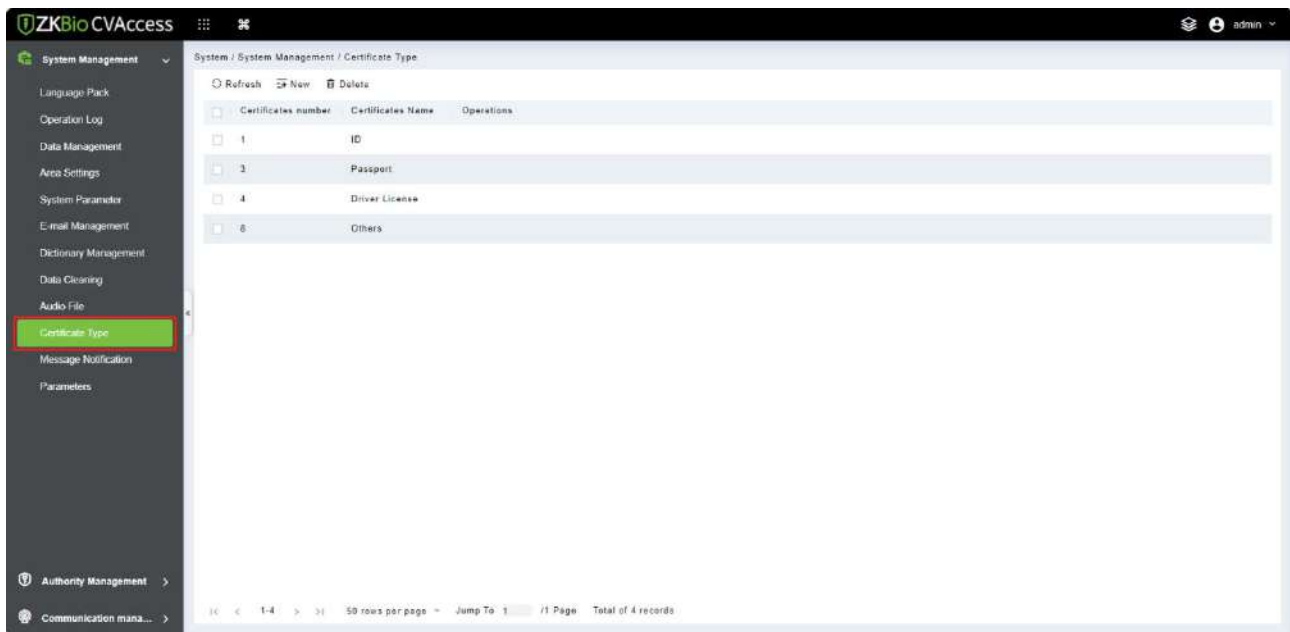 ZKBio CVAccess
admin
System Management
System / System Management / Certificate Type
Refresh New Delete
Certificates number Certificates Name Operations
1 ID
3 Passport
4 Driver License
8 Others
Language Pack
Operation Log
Data Management
Area Settings
System Parameter
E-mail Management
Dictionary Management
Data Cleaning
Audio File
Certificate Type
Message Notification
Parameters
Authority Management
Communication mana...
1-4 50 rows per page Jump To 1 /1 Page Total of 4 records